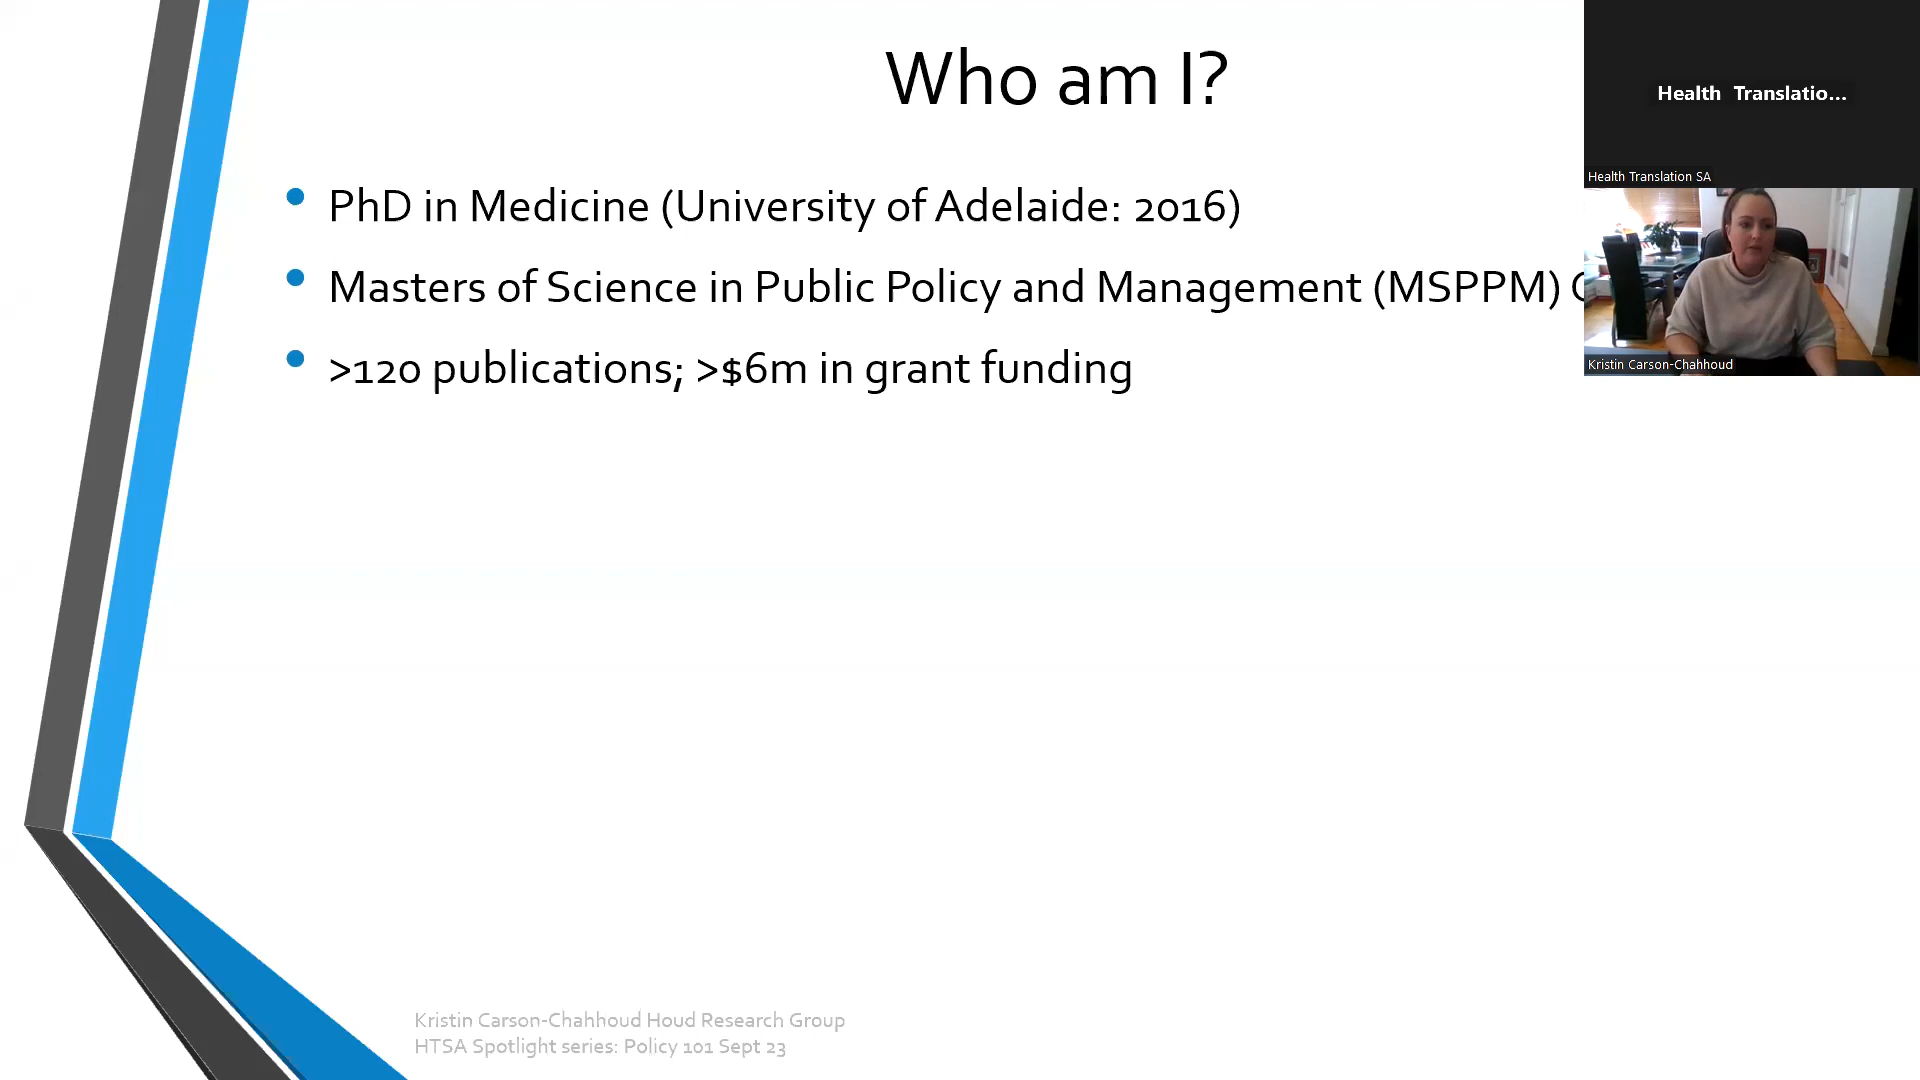 Who am I?
PhD in Medicine (University of Adelaide: 2016)
Masters of Science in Public Policy and Management (MSPPM)
>120 publications; >$6m in grant funding
Kristin Carson-Chahhoud Houd Research Group
HTSA Spotlight series: Policy 101 Sept 23
Health Translatio...
Health Translation SA
Kristin Carson-Chahhoud